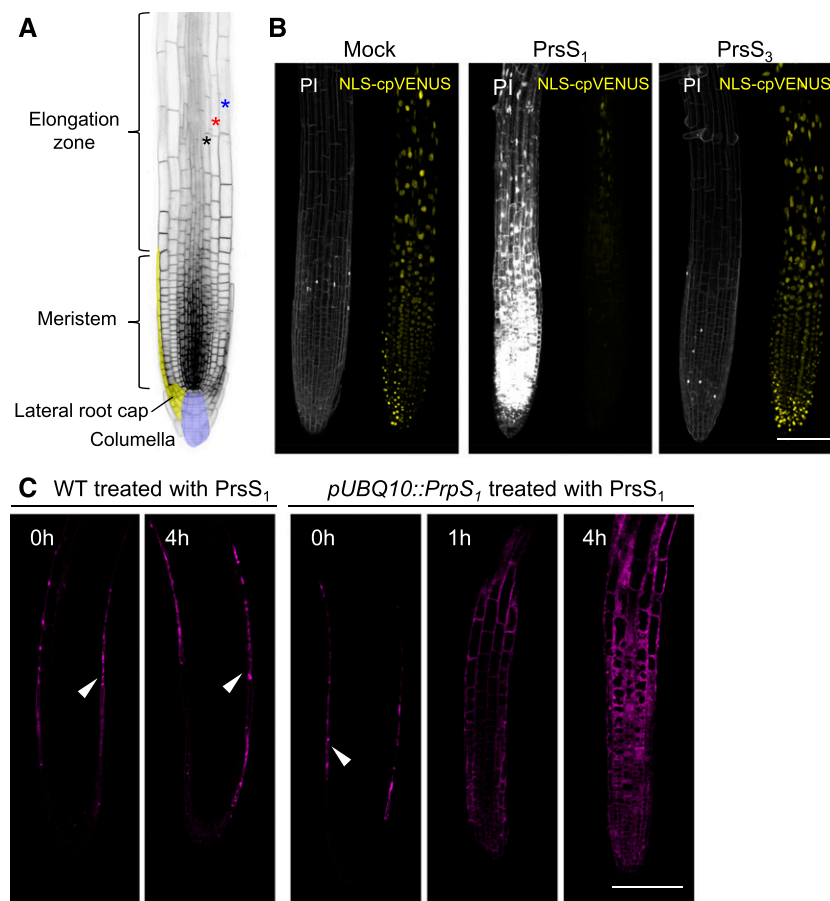 A
Elongation
zone
*
*
*
Meristem
Lateral root cap
Columella
B
Mock
PrsS₁
PrsS₃
PI
NLS-cpVENUS
PI
NLS-cpVENUS
PI
NLS-cpVENUS
C
WT treated with PrsS₁
pUBQ10::PrpS₁ treated with PrsS₁
0h
4h
0h
1h
4h